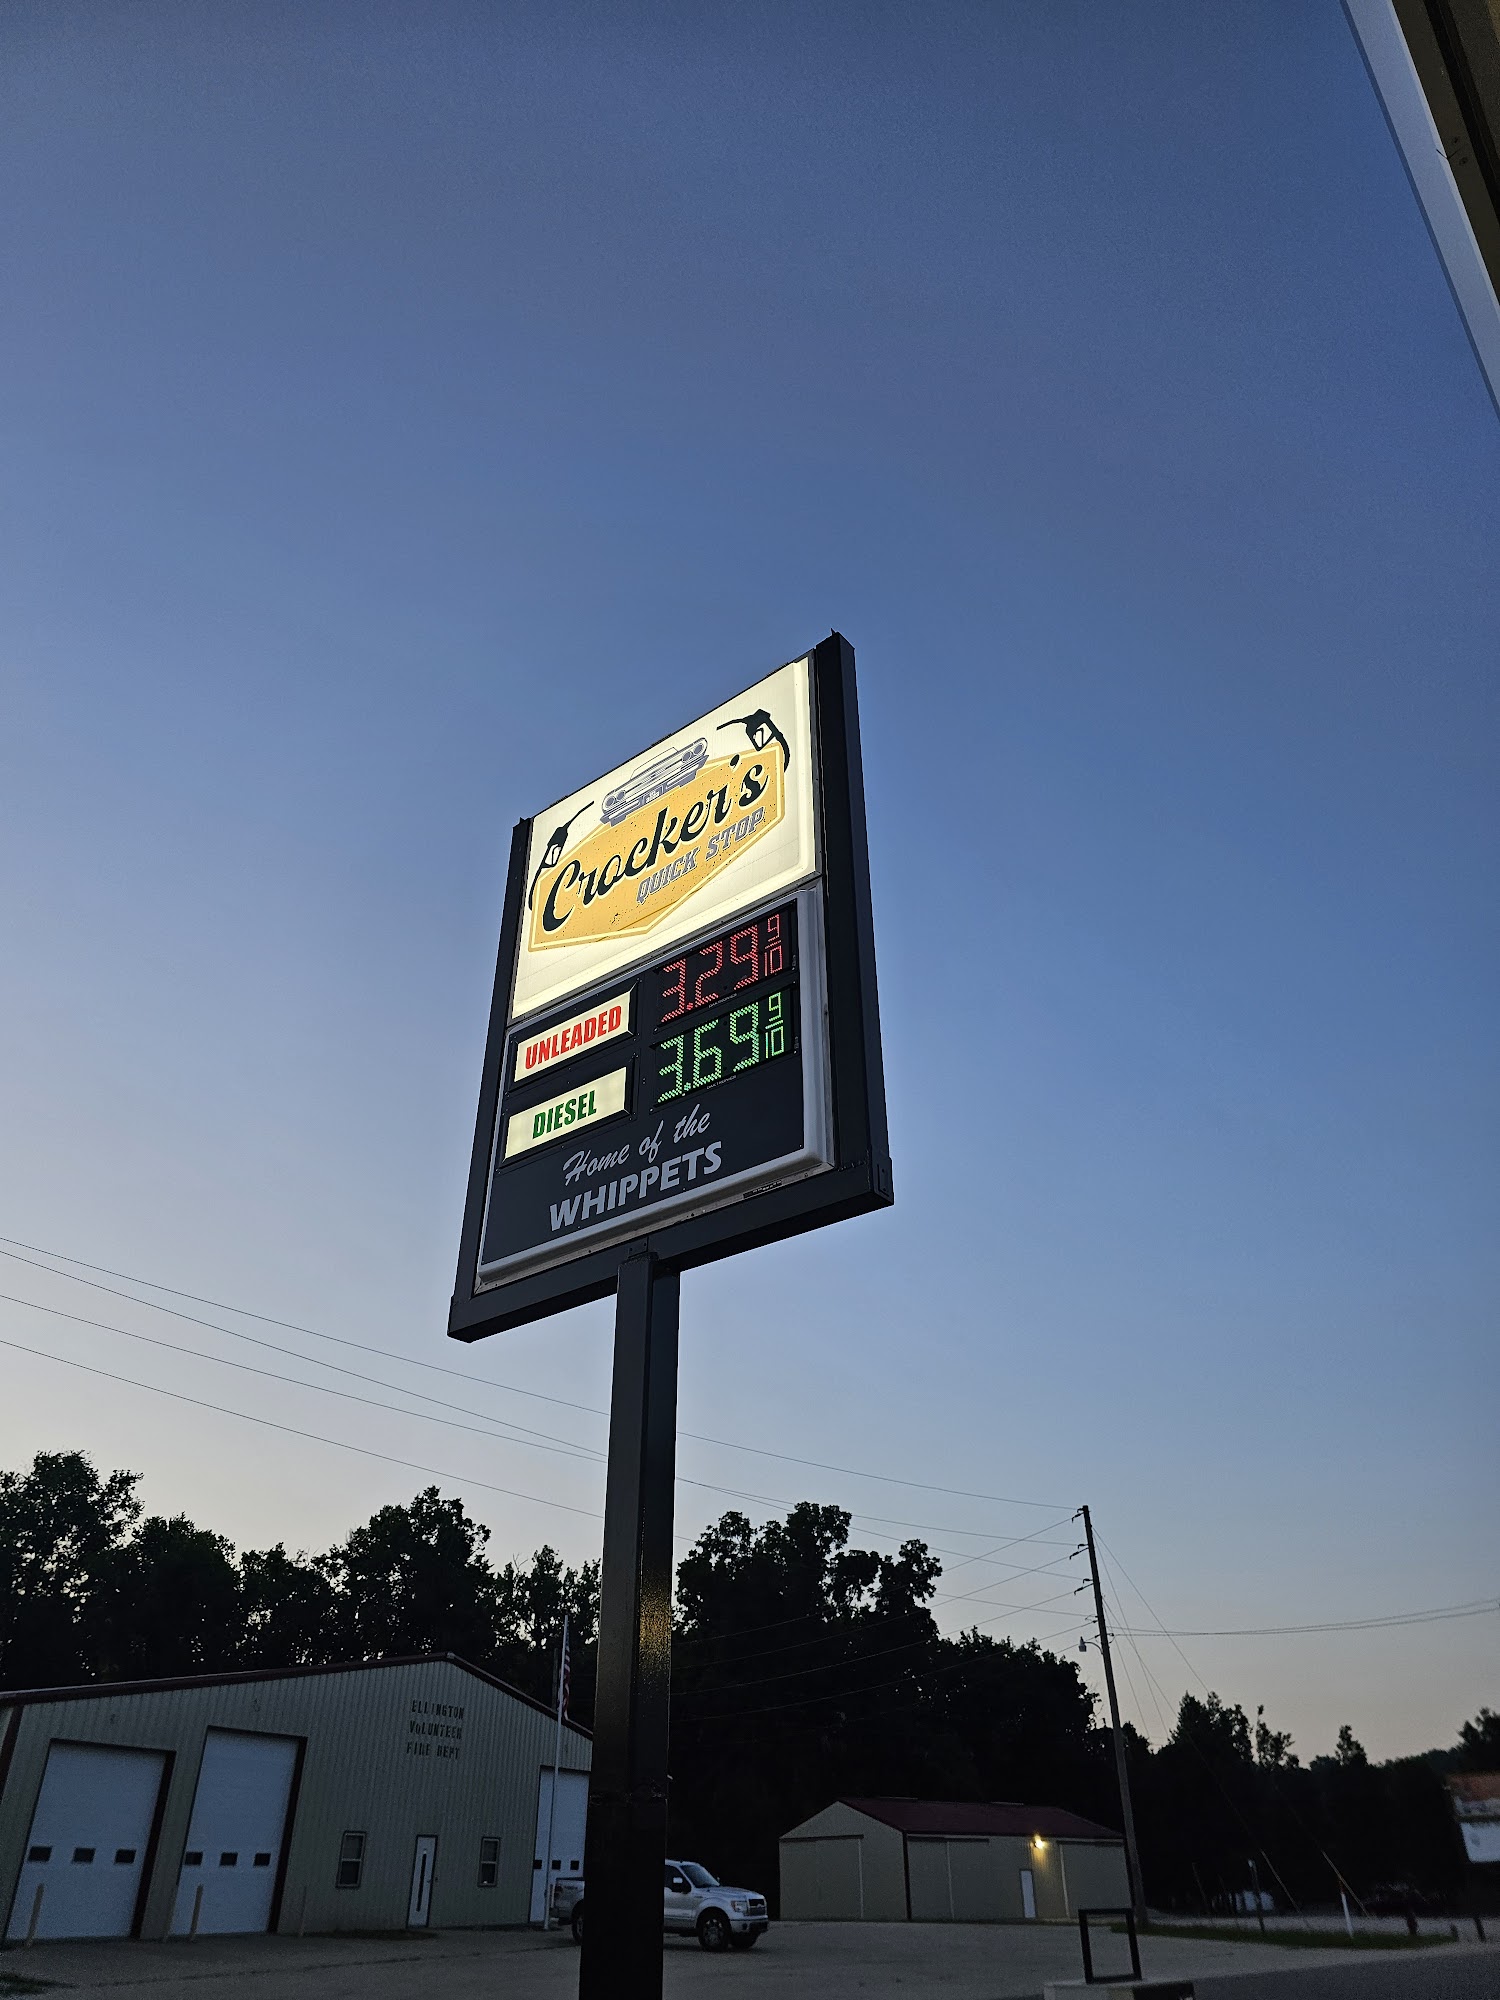 Crocker's
QUICK STOP
UNLEADED 3.29 9/10
DIESEL 3.69 9/10
Home of the
WHIPPETS
ELLINGTON
VOLUNTEER
FIRE DEPT